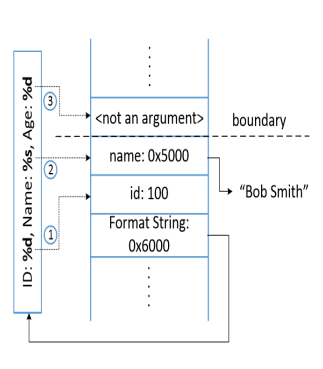 ID: %d, Name: %s, Age: %d
3
<not an argument>
boundary
name: 0x5000
2
id: 100
"Bob Smith"
1
Format String:
0x6000